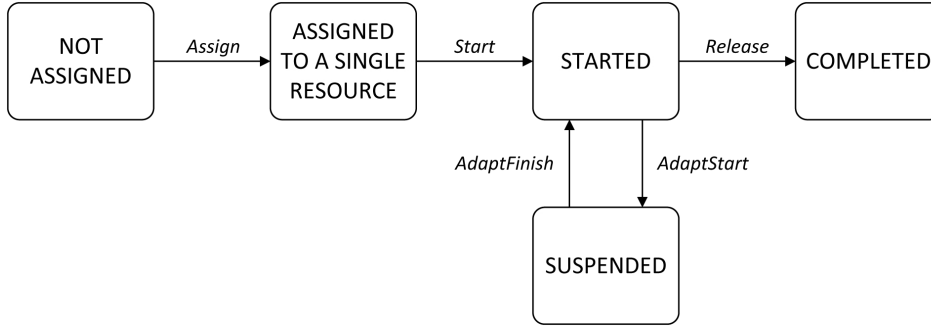 NOT
ASSIGNED
Assign
ASSIGNED
TO A SINGLE
RESOURCE
Start
STARTED
Release
COMPLETED
AdaptFinish
AdaptStart
SUSPENDED